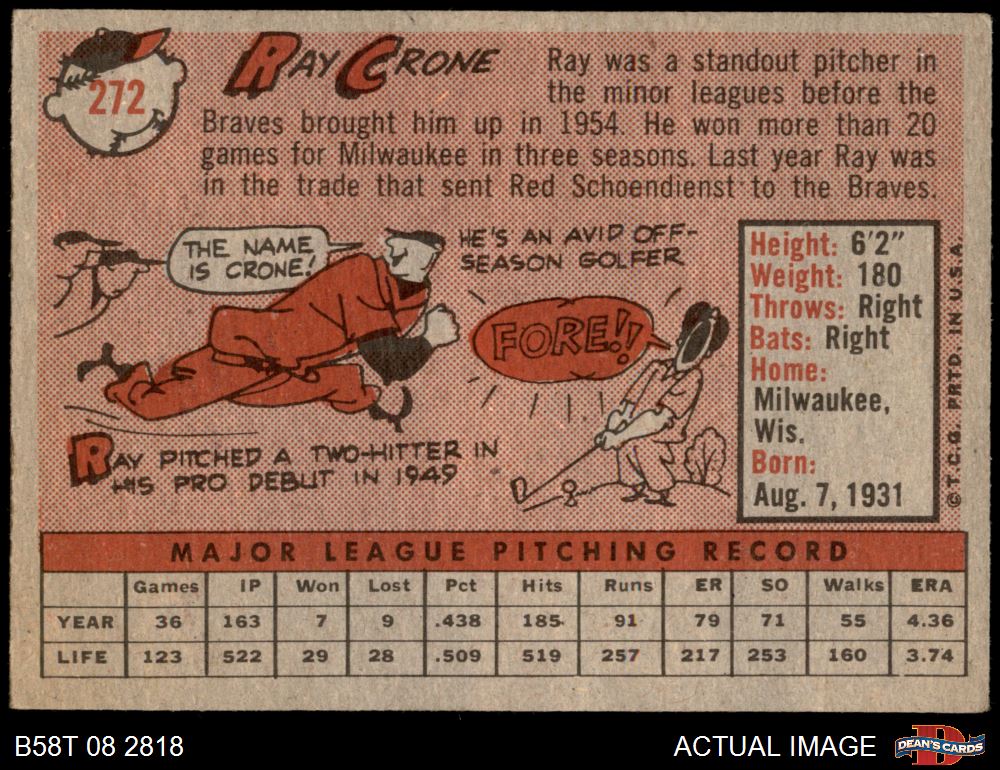 272
RAY CRONE
Ray was a standout pitcher in
the minor leagues before the
Braves brought him up in 1954. He won more than 20
games for Milwaukee in three seasons. Last year Ray was
in the trade that sent Red Schoendienst to the Braves.
THE NAME
IS CRONE!
HE'S AN AVID OFF-
SEASON GOLFER
FORE!!
RAY PITCHED A TWO-HITTER IN
HIS PRO DEBUT IN 1949
Height: 6'2"
Weight: 180
Throws: Right
Bats: Right
Home:
Milwaukee,
Wis.
Born:
Aug. 7, 1931
© T.C.G. PRTD. IN U.S.A.
MAJOR LEAGUE PITCHING RECORD
Games IP Won Lost Pct Hits Runs ER SO Walks ERA
YEAR 36 163 7 9 .438 185 91 79 71 55 4.36
LIFE 123 522 29 28 .509 519 257 217 253 160 3.74
B58T 08 2818
ACTUAL IMAGE
D
DEAN'S CARDS